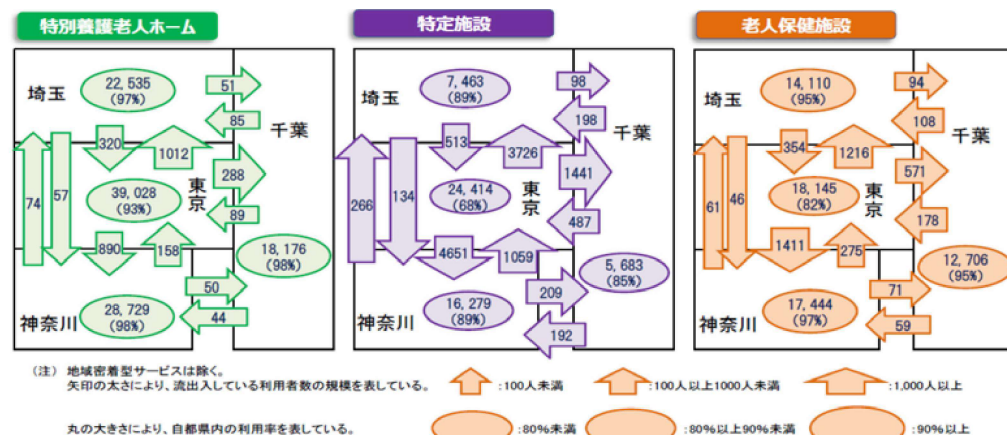 特別養護老人ホーム
特定施設
老人保健施設
埼玉
22,535
(97%)
51
85
千葉
320
1012
74
57
39,028
(93%)
東京
288
89
890
158
18,176
(98%)
50
44
神奈川
28,729
(98%)
埼玉
7,463
(89%)
98
198
千葉
513
3726
266
134
24,414
(68%)
東京
1441
487
4651
1059
5,683
(85%)
209
192
神奈川
16,279
(89%)
埼玉
14,110
(95%)
94
108
千葉
354
1216
61
46
18,145
(82%)
東京
571
178
1411
275
12,706
(95%)
71
59
神奈川
17,444
(97%)
(注) 地域密着型サービスは除く。
矢印の太さにより、流出入している利用者数の規模を表している。
:100人未満
:100人以上1000人未満
:1,000人以上
丸の大きさにより、自都県内の利用率を表している。
:80%未満
:80%以上90%未満
:90%以上